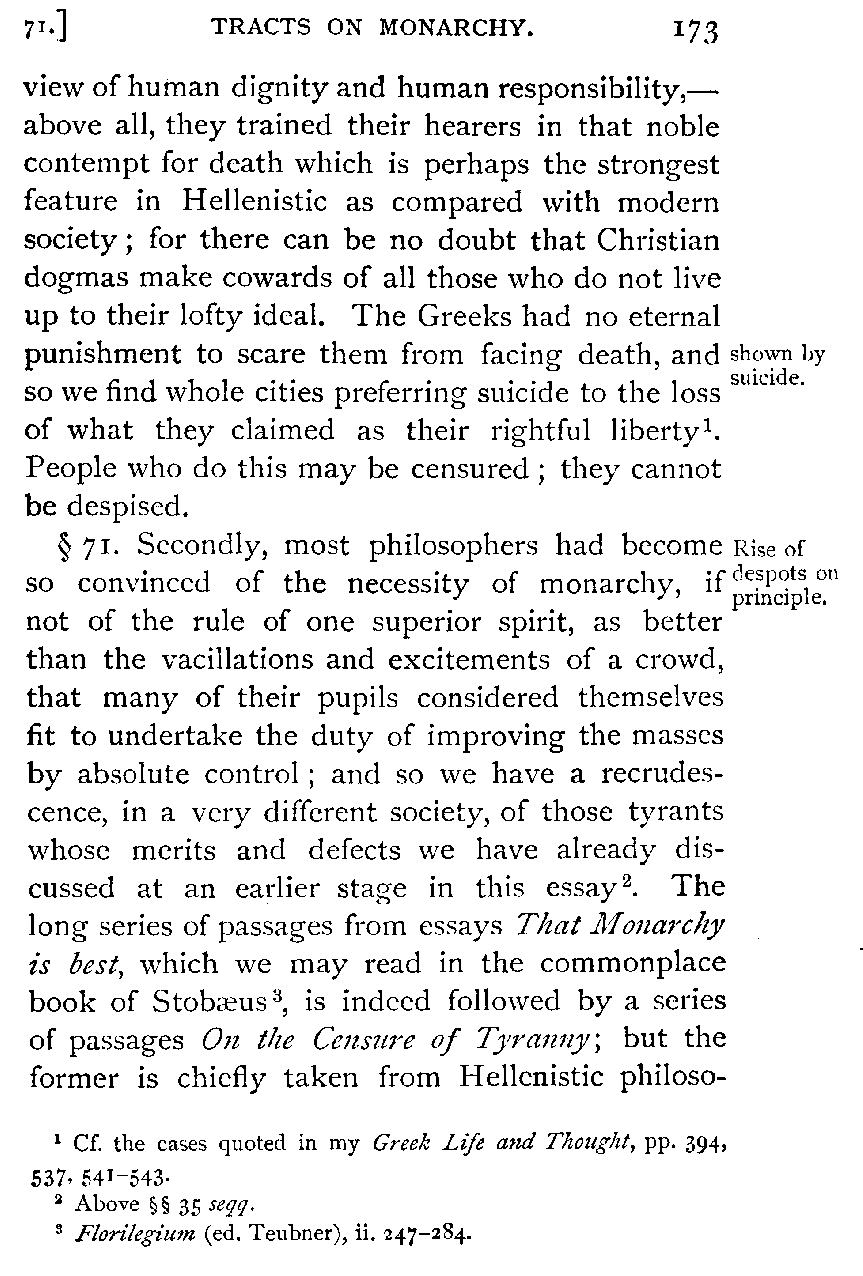 71.] TRACTS ON MONARCHY. 173
view of human dignity and human responsibility,—
above all, they trained their hearers in that noble
contempt for death which is perhaps the strongest
feature in Hellenistic as compared with modern
society ; for there can be no doubt that Christian
dogmas make cowards of all those who do not live
up to their lofty ideal. The Greeks had no eternal
punishment to scare them from facing death, and
so we find whole cities preferring suicide to the loss
of what they claimed as their rightful liberty¹.
People who do this may be censured ; they cannot
be despised.
shown by
suicide.
§ 71. Secondly, most philosophers had become
so convinced of the necessity of monarchy, if
not of the rule of one superior spirit, as better
than the vacillations and excitements of a crowd,
that many of their pupils considered themselves
fit to undertake the duty of improving the masses
by absolute control ; and so we have a recrudes-
cence, in a very different society, of those tyrants
whose merits and defects we have already dis-
cussed at an earlier stage in this essay². The
long series of passages from essays That Monarchy
is best, which we may read in the commonplace
book of Stobæus³, is indeed followed by a series
of passages On the Censure of Tyranny; but the
former is chiefly taken from Hellenistic philoso-
Rise of
despots on
principle.
¹ Cf. the cases quoted in my Greek Life and Thought, pp. 394,
537, 541–543.
² Above §§ 35 seqq.
³ Florilegium (ed. Teubner), ii. 247–284.